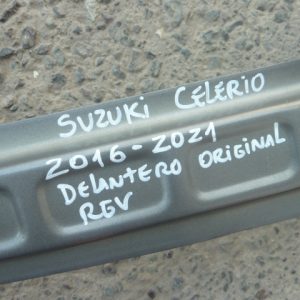 SUZUKI CELERIO
2016-2021
DELANTERO ORIGINAL
REV